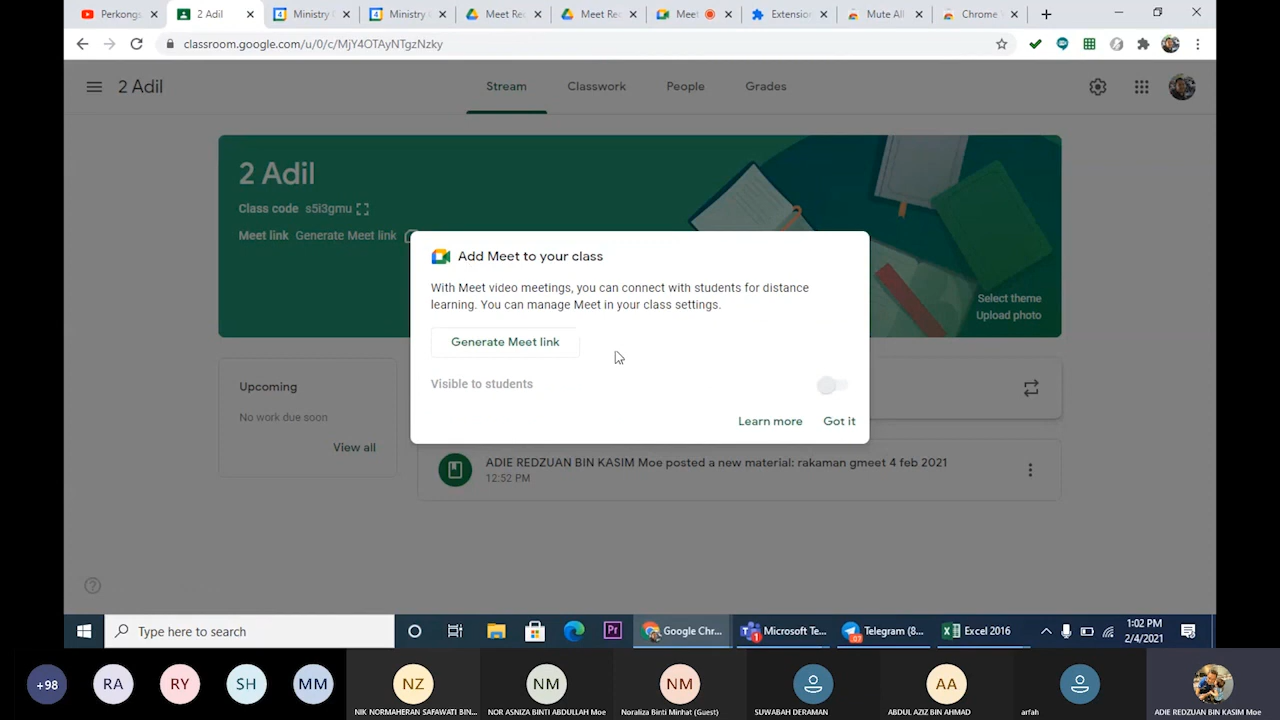 Perkongs
2 Adil
Ministry
Ministry
Meet Rec
Meet Rec
Meet
Extension
Mute All
Chrome
classroom.google.com/u/0/c/MjY4OTAyNTgzNzky
2 Adil
Stream
Classwork
People
Grades
2 Adil
Class code s5i3gmu
Meet link Generate Meet link
Select theme
Upload photo
Add Meet to your class
With Meet video meetings, you can connect with students for distance
learning. You can manage Meet in your class settings.
Generate Meet link
Visible to students
Learn more
Got it
Upcoming
No work due soon
View all
ADIE REDZUAN BIN KASIM Moe posted a new material: rakaman gmeet 4 feb 2021
12:52 PM
Type here to search
Pr
Google Chr...
Microsoft Te...
Telegram (8...
Excel 2016
1:02 PM
2/4/2021
+98
RA
RY
SH
MM
NZ
NM
NM
AA
NIK NORMAHERAN SAFAWATI BIN...
NOR ASNIZA BINTI ABDULLAH Moe
Noraliza Binti Minhat (Guest)
SUWABAH DERAMAN
ABDUL AZIZ BIN AHMAD
arfah
ADIE REDZUAN BIN KASIM Moe